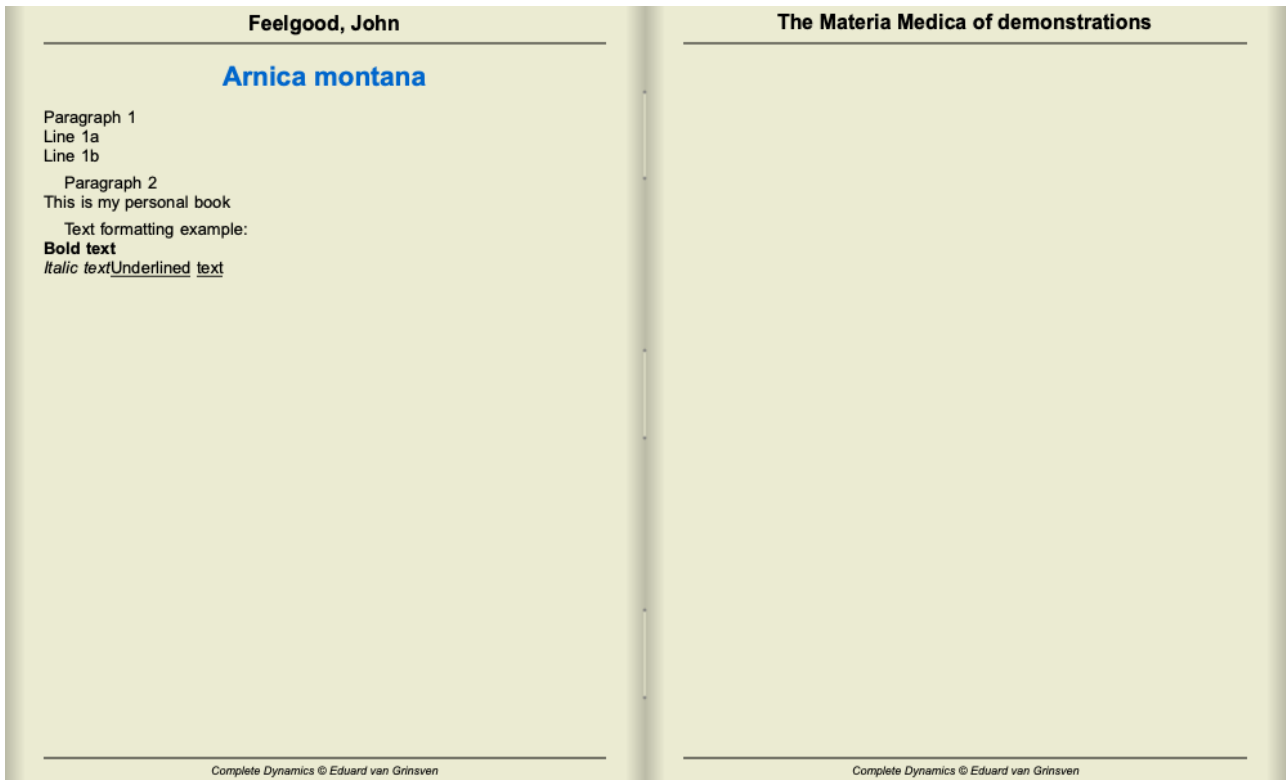 Feelgood, John
Arnica montana
Paragraph 1
Line 1a
Line 1b
Paragraph 2
This is my personal book
Text formatting example:
Bold text
Italic textUnderlined text
Complete Dynamics © Eduard van Grinsven
The Materia Medica of demonstrations
Complete Dynamics © Eduard van Grinsven